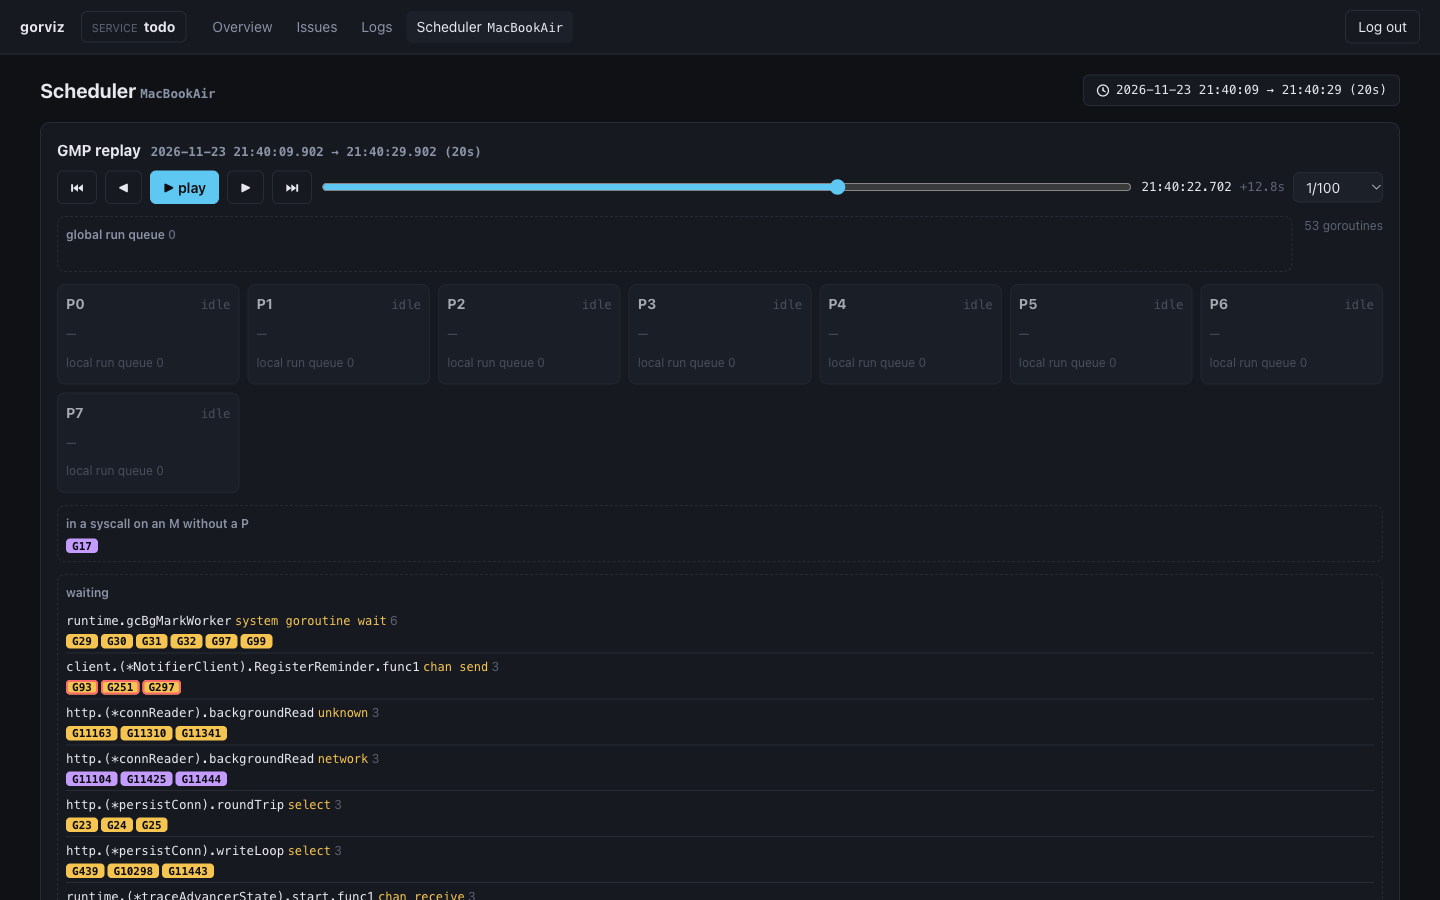 gorviz SERVICE todo Overview Issues Logs Scheduler MacBookAir Log out
Scheduler MacBookAir 2026-11-23 21:40:09 → 21:40:29 (20s)
GMP replay 2026-11-23 21:40:09.902 → 21:40:29.902 (20s)
⏮ ◀ ▶ play ▶ ⏭ 21:40:22.702 +12.8s 1/100
global run queue 0 53 goroutines
P0 idle P1 idle P2 idle P3 idle P4 idle P5 idle P6 idle
— — — — — — —
local run queue 0 local run queue 0 local run queue 0 local run queue 0 local run queue 0 local run queue 0 local run queue 0
P7 idle
—
local run queue 0
in a syscall on an M without a P
G17
waiting
runtime.gcBgMarkWorker system goroutine wait 6
G29 G30 G31 G32 G97 G99
client.(*NotifierClient).RegisterReminder.func1 chan send 3
G93 G251 G297
http.(*connReader).backgroundRead unknown 3
G11163 G11310 G11341
http.(*connReader).backgroundRead network 3
G11104 G11425 G11444
http.(*persistConn).roundTrip select 3
G23 G24 G25
http.(*persistConn).writeLoop select 3
G439 G10298 G11443
runtime.(*traceAdvancerState).start.func1 chan receive 3